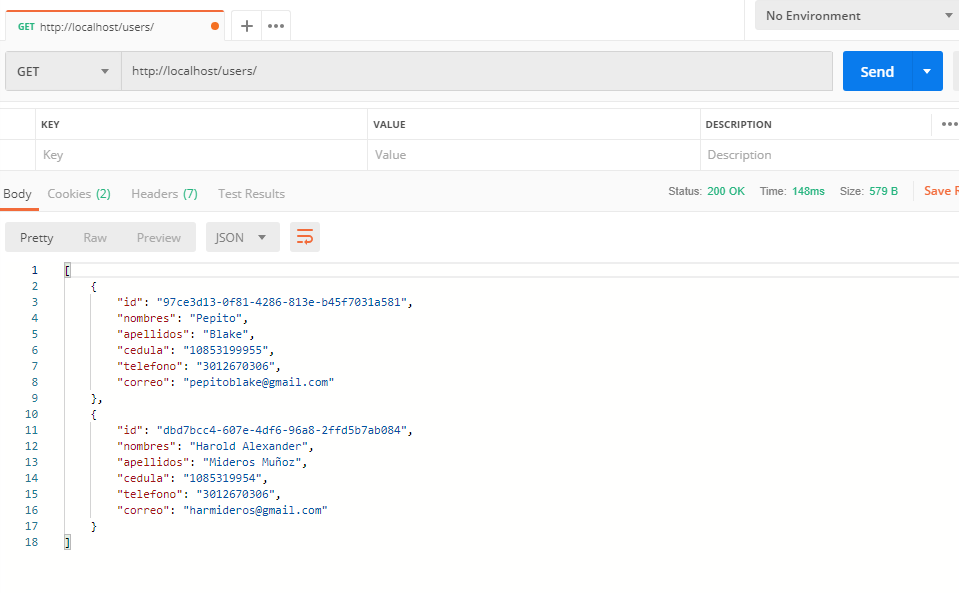 GET http://localhost/users/
No Environment
GET http://localhost/users/ Send
KEY VALUE DESCRIPTION
Key Value Description
Body Cookies (2) Headers (7) Test Results Status: 200 OK Time: 148ms Size: 579 B Save
Pretty Raw Preview JSON
1 [
2 {
3 "id": "97ce3d13-0f81-4286-813e-b45f7031a581",
4 "nombres": "Pepito",
5 "apellidos": "Blake",
6 "cedula": "10853199955",
7 "telefono": "3012670306",
8 "correo": "pepitoblake@gmail.com"
9 },
10 {
11 "id": "dbd7bcc4-607e-4df6-96a8-2ffd5b7ab084",
12 "nombres": "Harold Alexander",
13 "apellidos": "Mideros Muñoz",
14 "cedula": "1085319954",
15 "telefono": "3012670306",
16 "correo": "harmideros@gmail.com"
17 }
18 ]